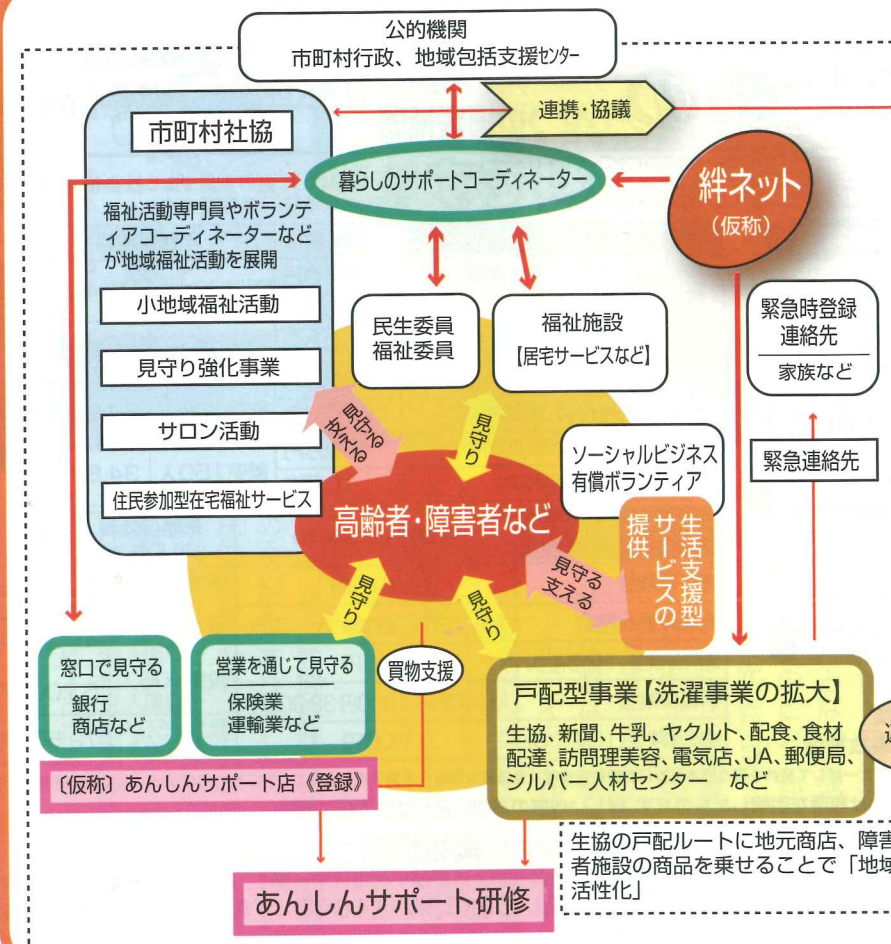 公的機関
市町村行政、地域包括支援センター
連携・協議
市町村社協
暮らしのサポートコーディネーター
絆ネット
（仮称）
福祉活動専門員やボランテ
ィアコーディネーターなど
が地域福祉活動を展開
小地域福祉活動
見守り強化事業
サロン活動
住民参加型在宅福祉サービス
民生委員
福祉委員
福祉施設
【居宅サービスなど】
緊急時登録
連絡先
家族など
緊急連絡先
見守る
支える
見守り
ソーシャルビジネス
有償ボランティア
高齢者・障害者など
生活支援型
サービスの
提供
見守る
支える
見守り
見守り
窓口で見守る
銀行
商店など
営業を通じて見守る
保険業
運輸業など
買物支援
戸配型事業【洗濯事業の拡大】
生協、新聞、牛乳、ヤクルト、配食、食材
配達、訪問理美容、電気店、JA、郵便局、
シルバー人材センター　など
〔仮称〕あんしんサポート店《登録》
生協の戸配ルートに地元商店、障害
者施設の商品を乗せることで「地域
活性化」
あんしんサポート研修